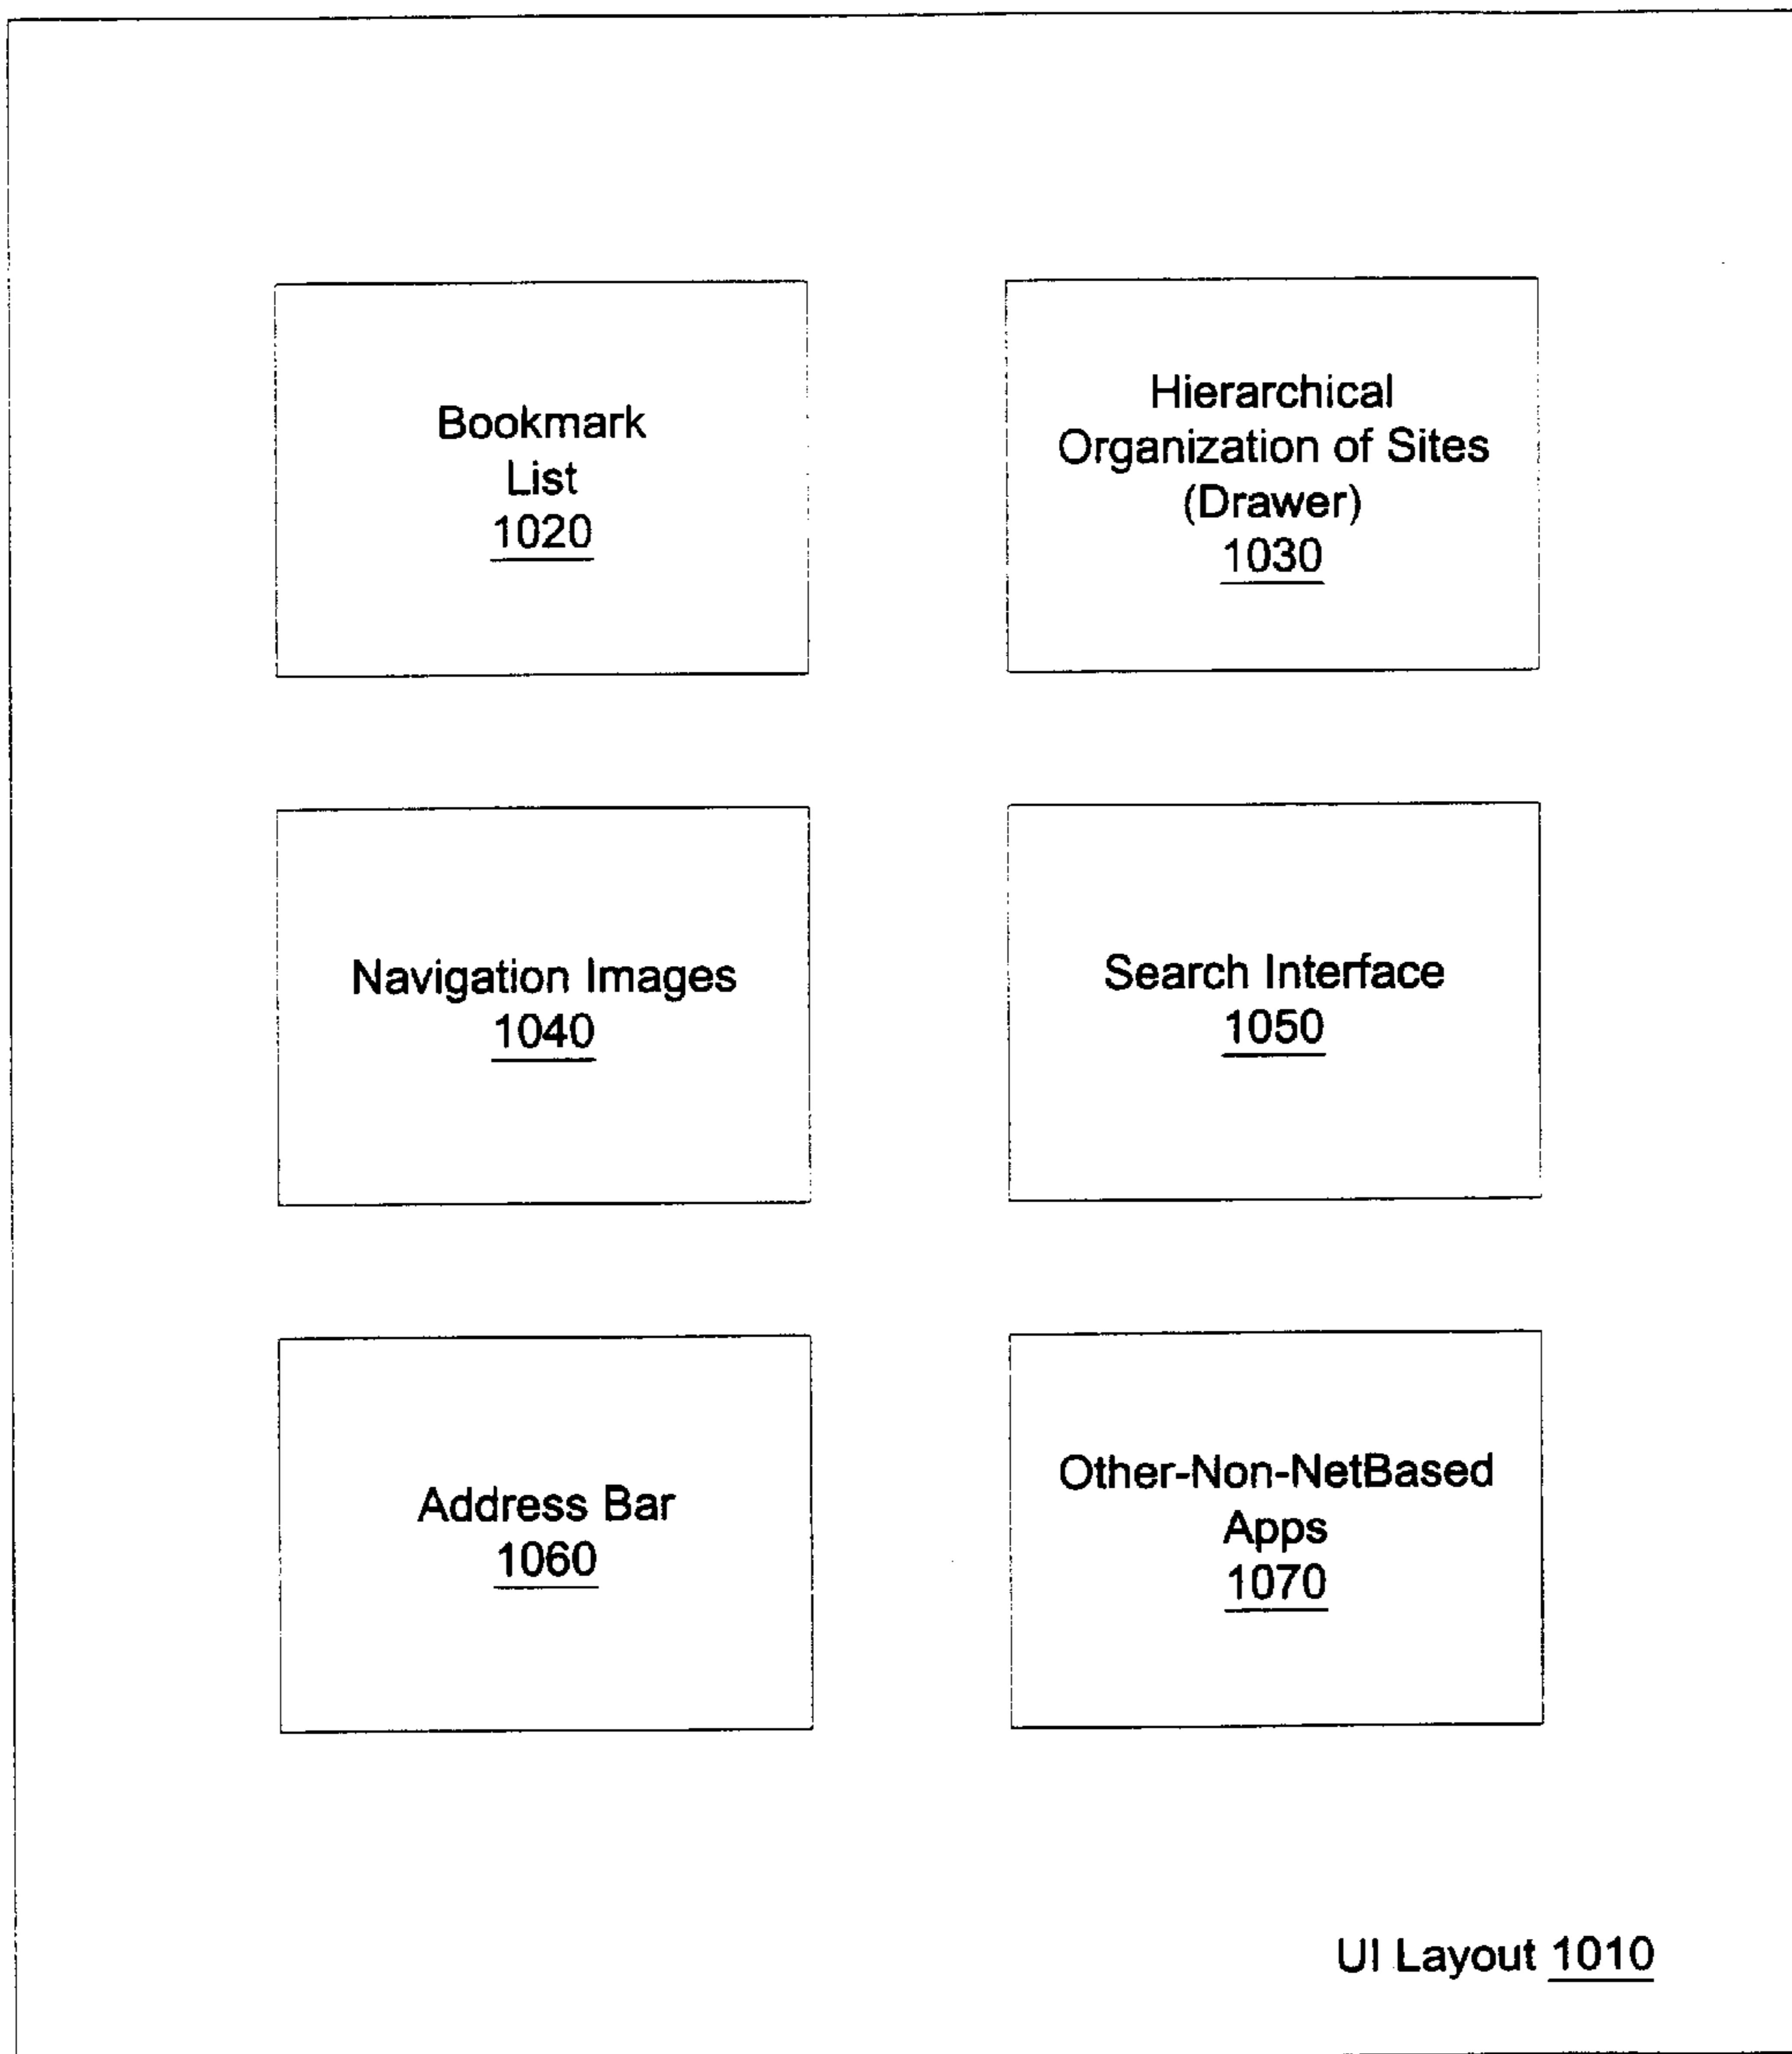 Bookmark
List
1020
Hierarchical
Organization of Sites
(Drawer)
1030
Navigation Images
1040
Search Interface
1050
Address Bar
1060
Other-Non-NetBased
Apps
1070
UI Layout 1010